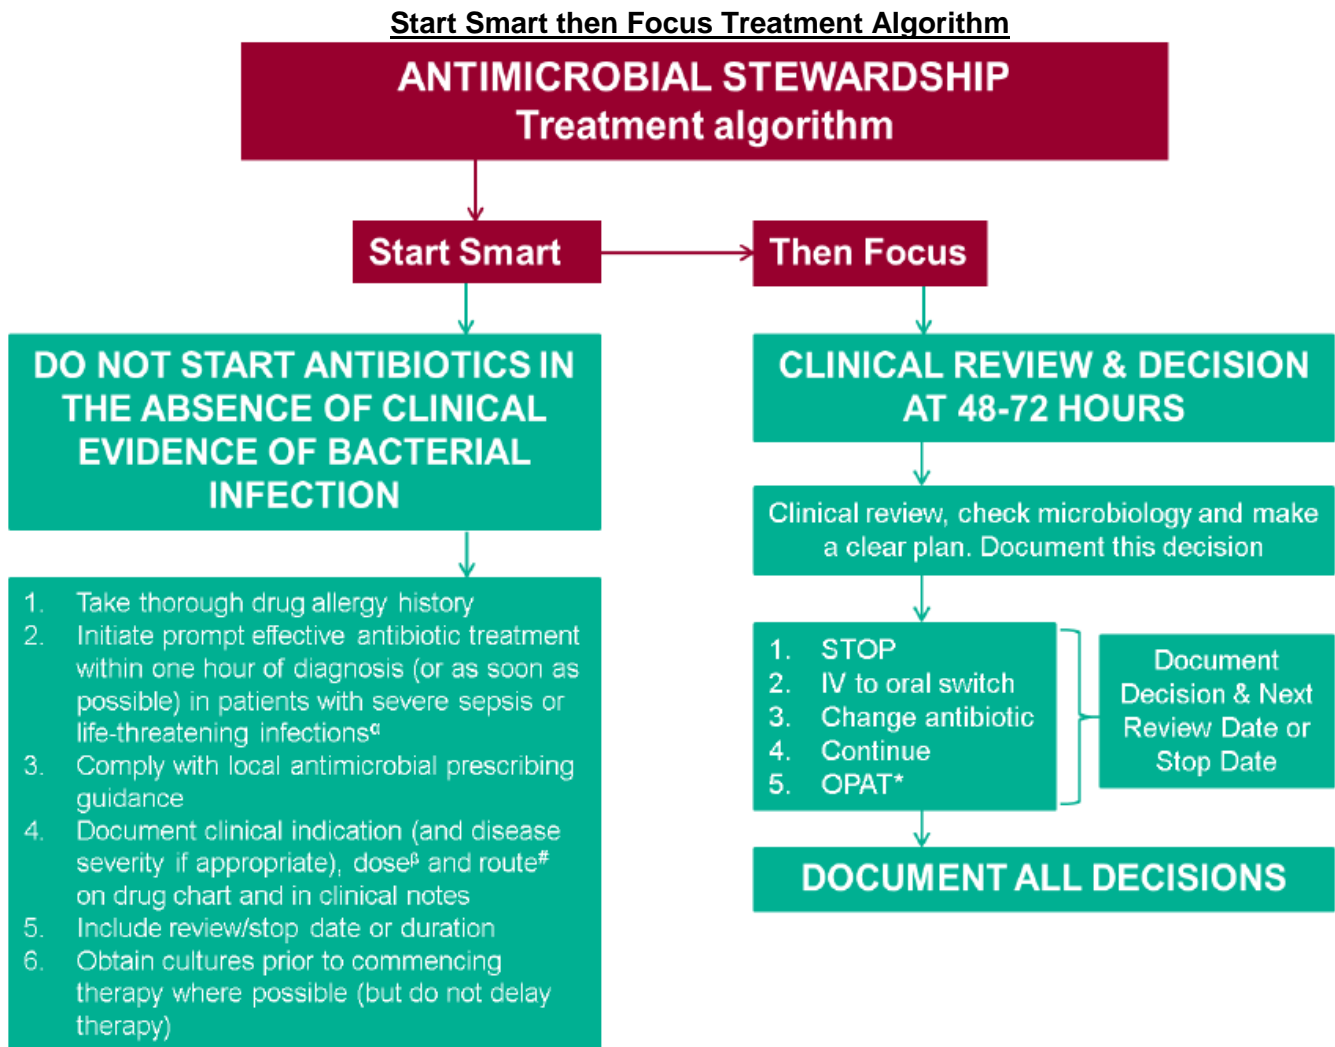 Start Smart then Focus Treatment Algorithm
ANTIMICROBIAL STEWARDSHIP
Treatment algorithm
Start Smart
Then Focus
DO NOT START ANTIBIOTICS IN
THE ABSENCE OF CLINICAL
EVIDENCE OF BACTERIAL
INFECTION
1. Take thorough drug allergy history
2. Initiate prompt effective antibiotic treatment
within one hour of diagnosis (or as soon as
possible) in patients with severe sepsis or
life-threatening infectionsᵅ
3. Comply with local antimicrobial prescribing
guidance
4. Document clinical indication (and disease
severity if appropriate), doseᵝ and route#
on drug chart and in clinical notes
5. Include review/stop date or duration
6. Obtain cultures prior to commencing
therapy where possible (but do not delay
therapy)
CLINICAL REVIEW & DECISION
AT 48-72 HOURS
Clinical review, check microbiology and make
a clear plan. Document this decision
1. STOP
2. IV to oral switch
3. Change antibiotic
4. Continue
5. OPAT*
Document
Decision & Next
Review Date or
Stop Date
DOCUMENT ALL DECISIONS